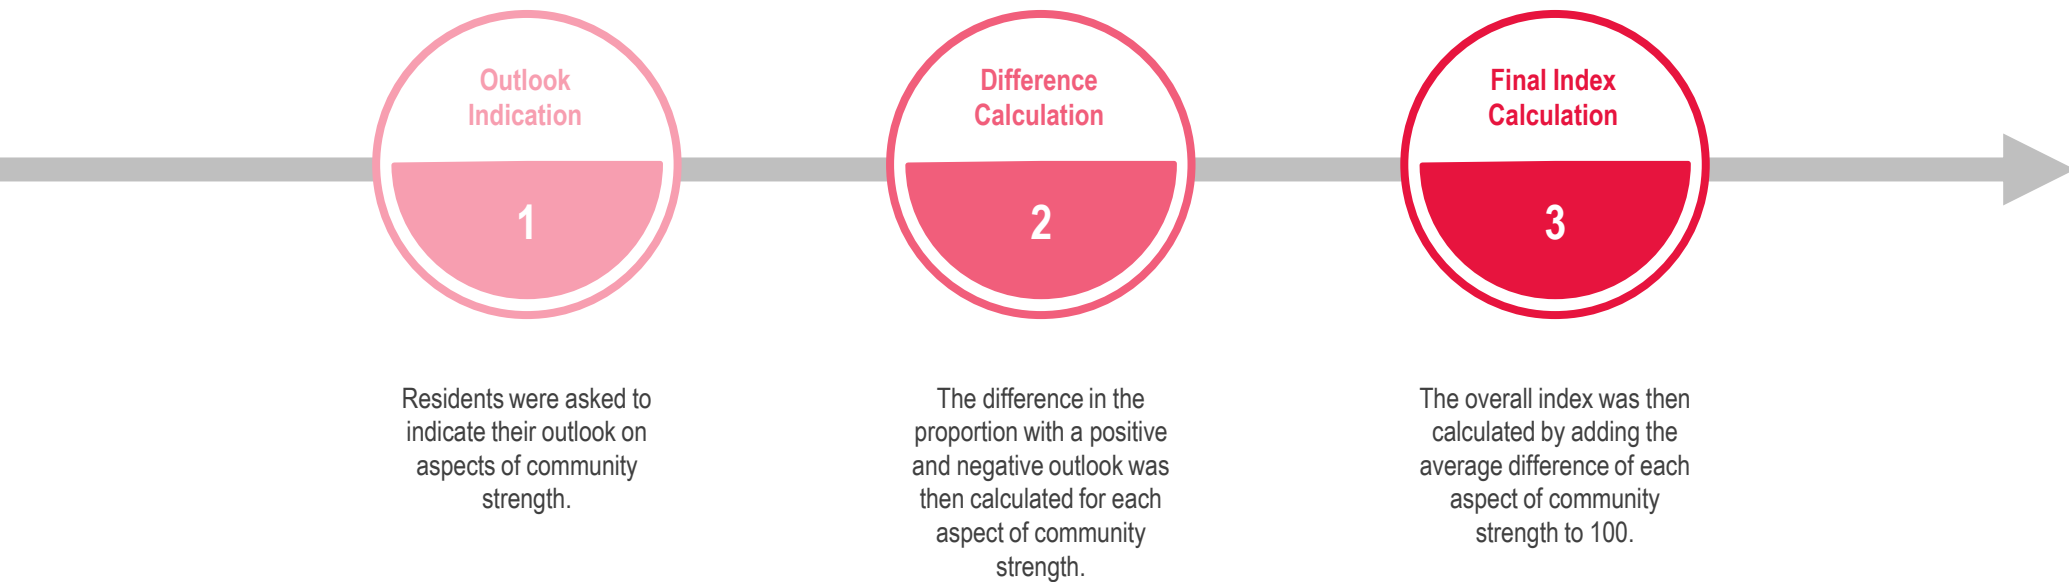 Outlook
Indication
1
Residents were asked to
indicate their outlook on
aspects of community
strength.
Difference
Calculation
2
The difference in the
proportion with a positive
and negative outlook was
then calculated for each
aspect of community
strength.
Final Index
Calculation
3
The overall index was then
calculated by adding the
average difference of each
aspect of community
strength to 100.